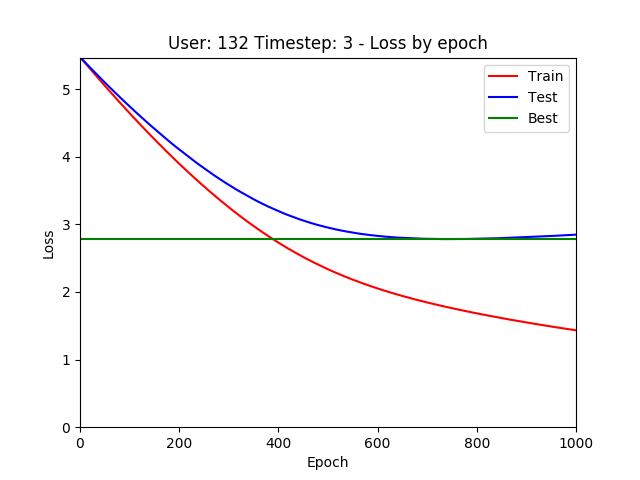 User: 132 Timestep: 3 - Loss by epoch
Train
Test
Best
5
4
3
2
1
0
Loss
0 200 400 600 800 1000
Epoch